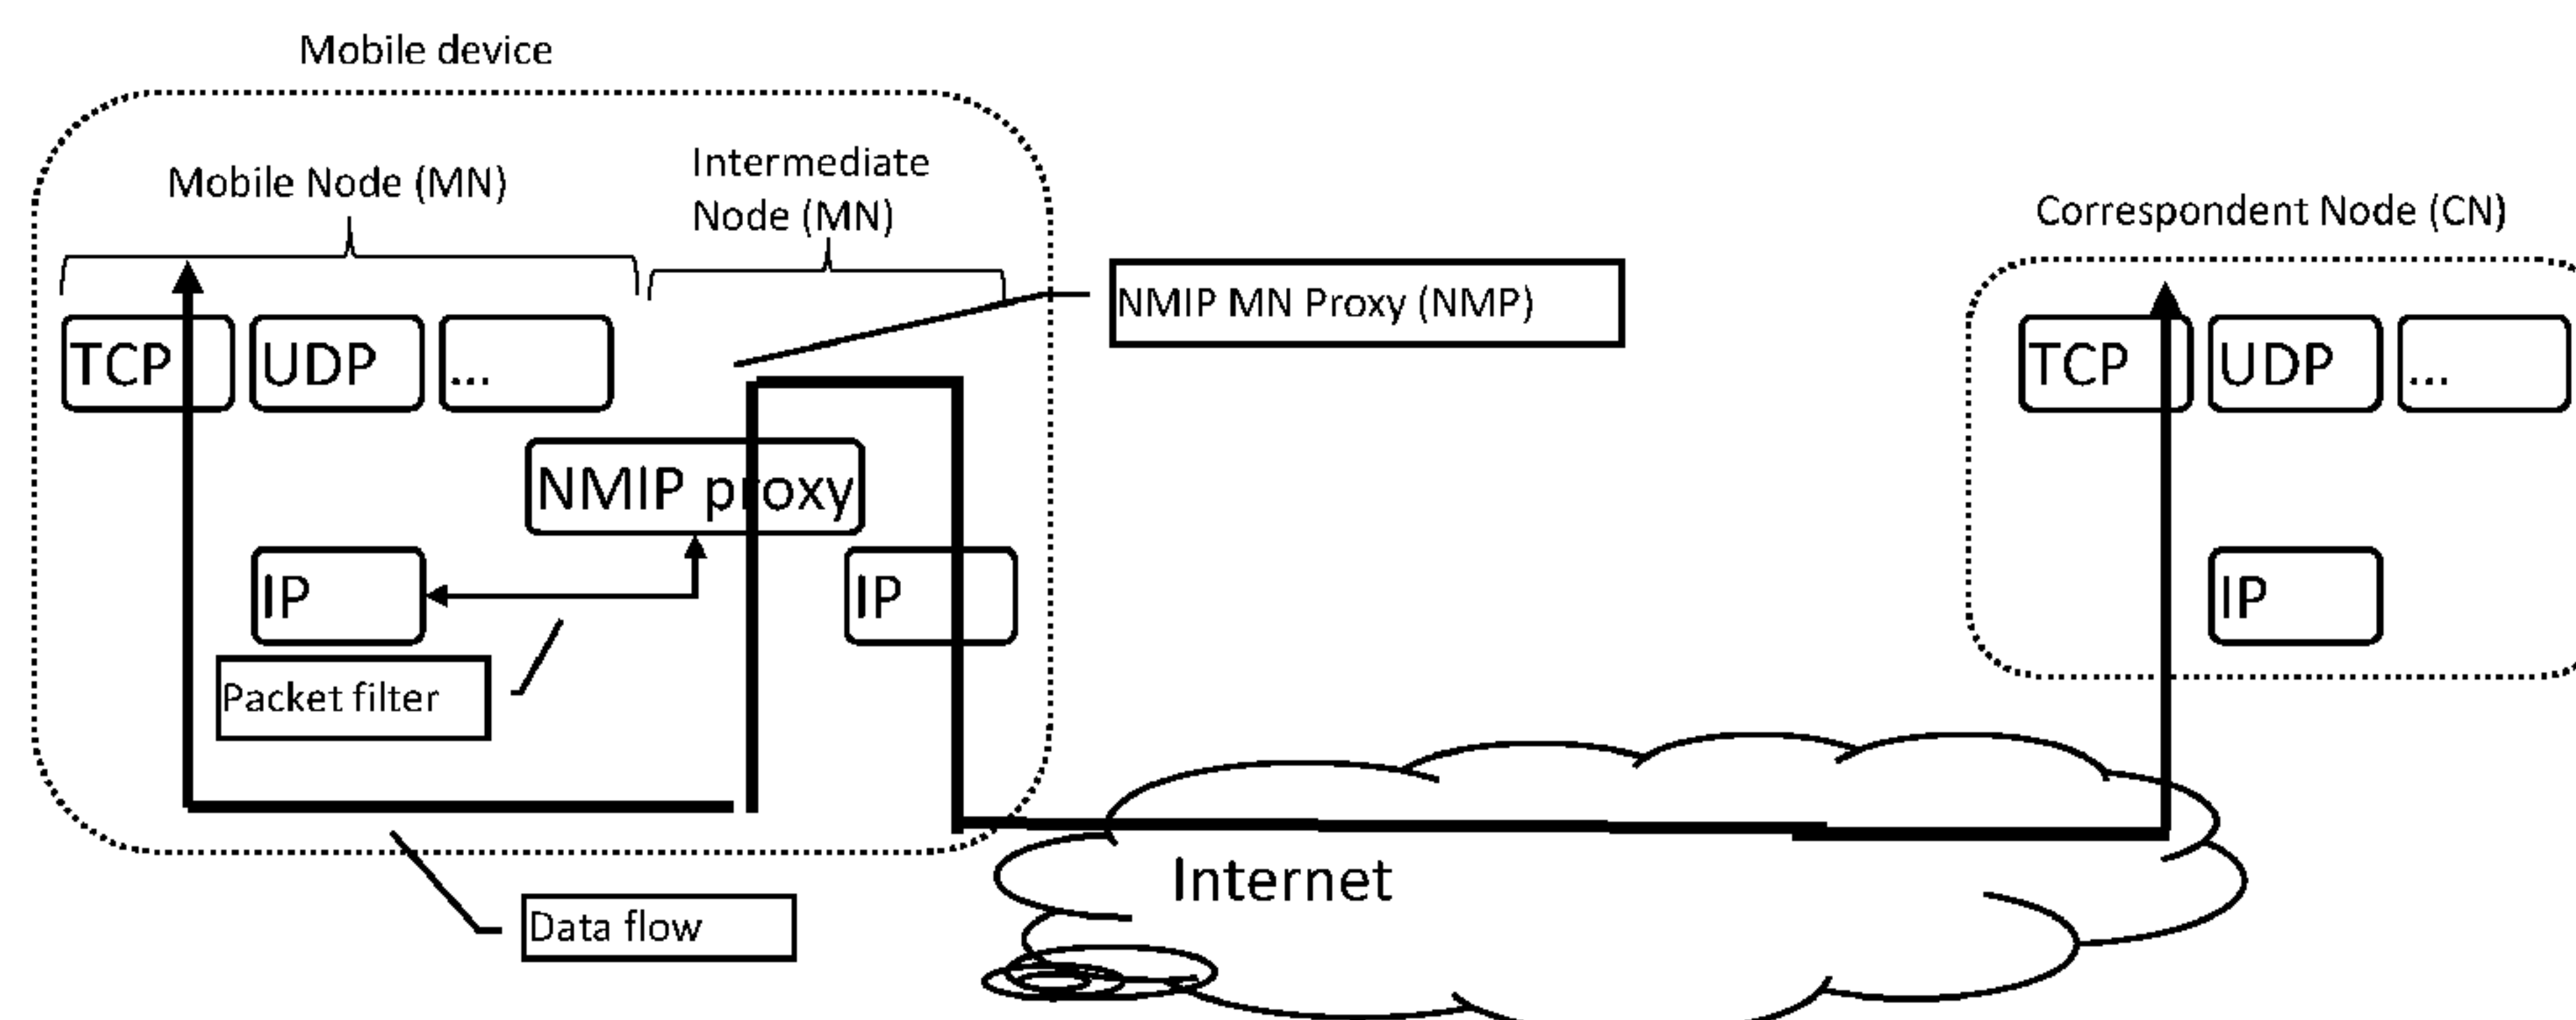 Mobile device
Mobile Node (MN)
Intermediate
Node (MN)
Correspondent Node (CN)
NMIP MN Proxy (NMP)
TCP
UDP
...
TCP
UDP
...
NMIP proxy
IP
IP
IP
Packet filter
Internet
Data flow